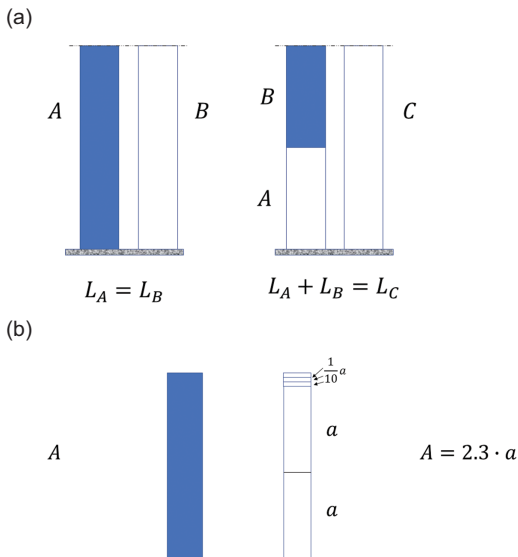 (a)
A
B
B
A
C
L_A = L_B
L_A + L_B = L_C
(b)
A
1/10 a
a
a
A = 2.3 · a